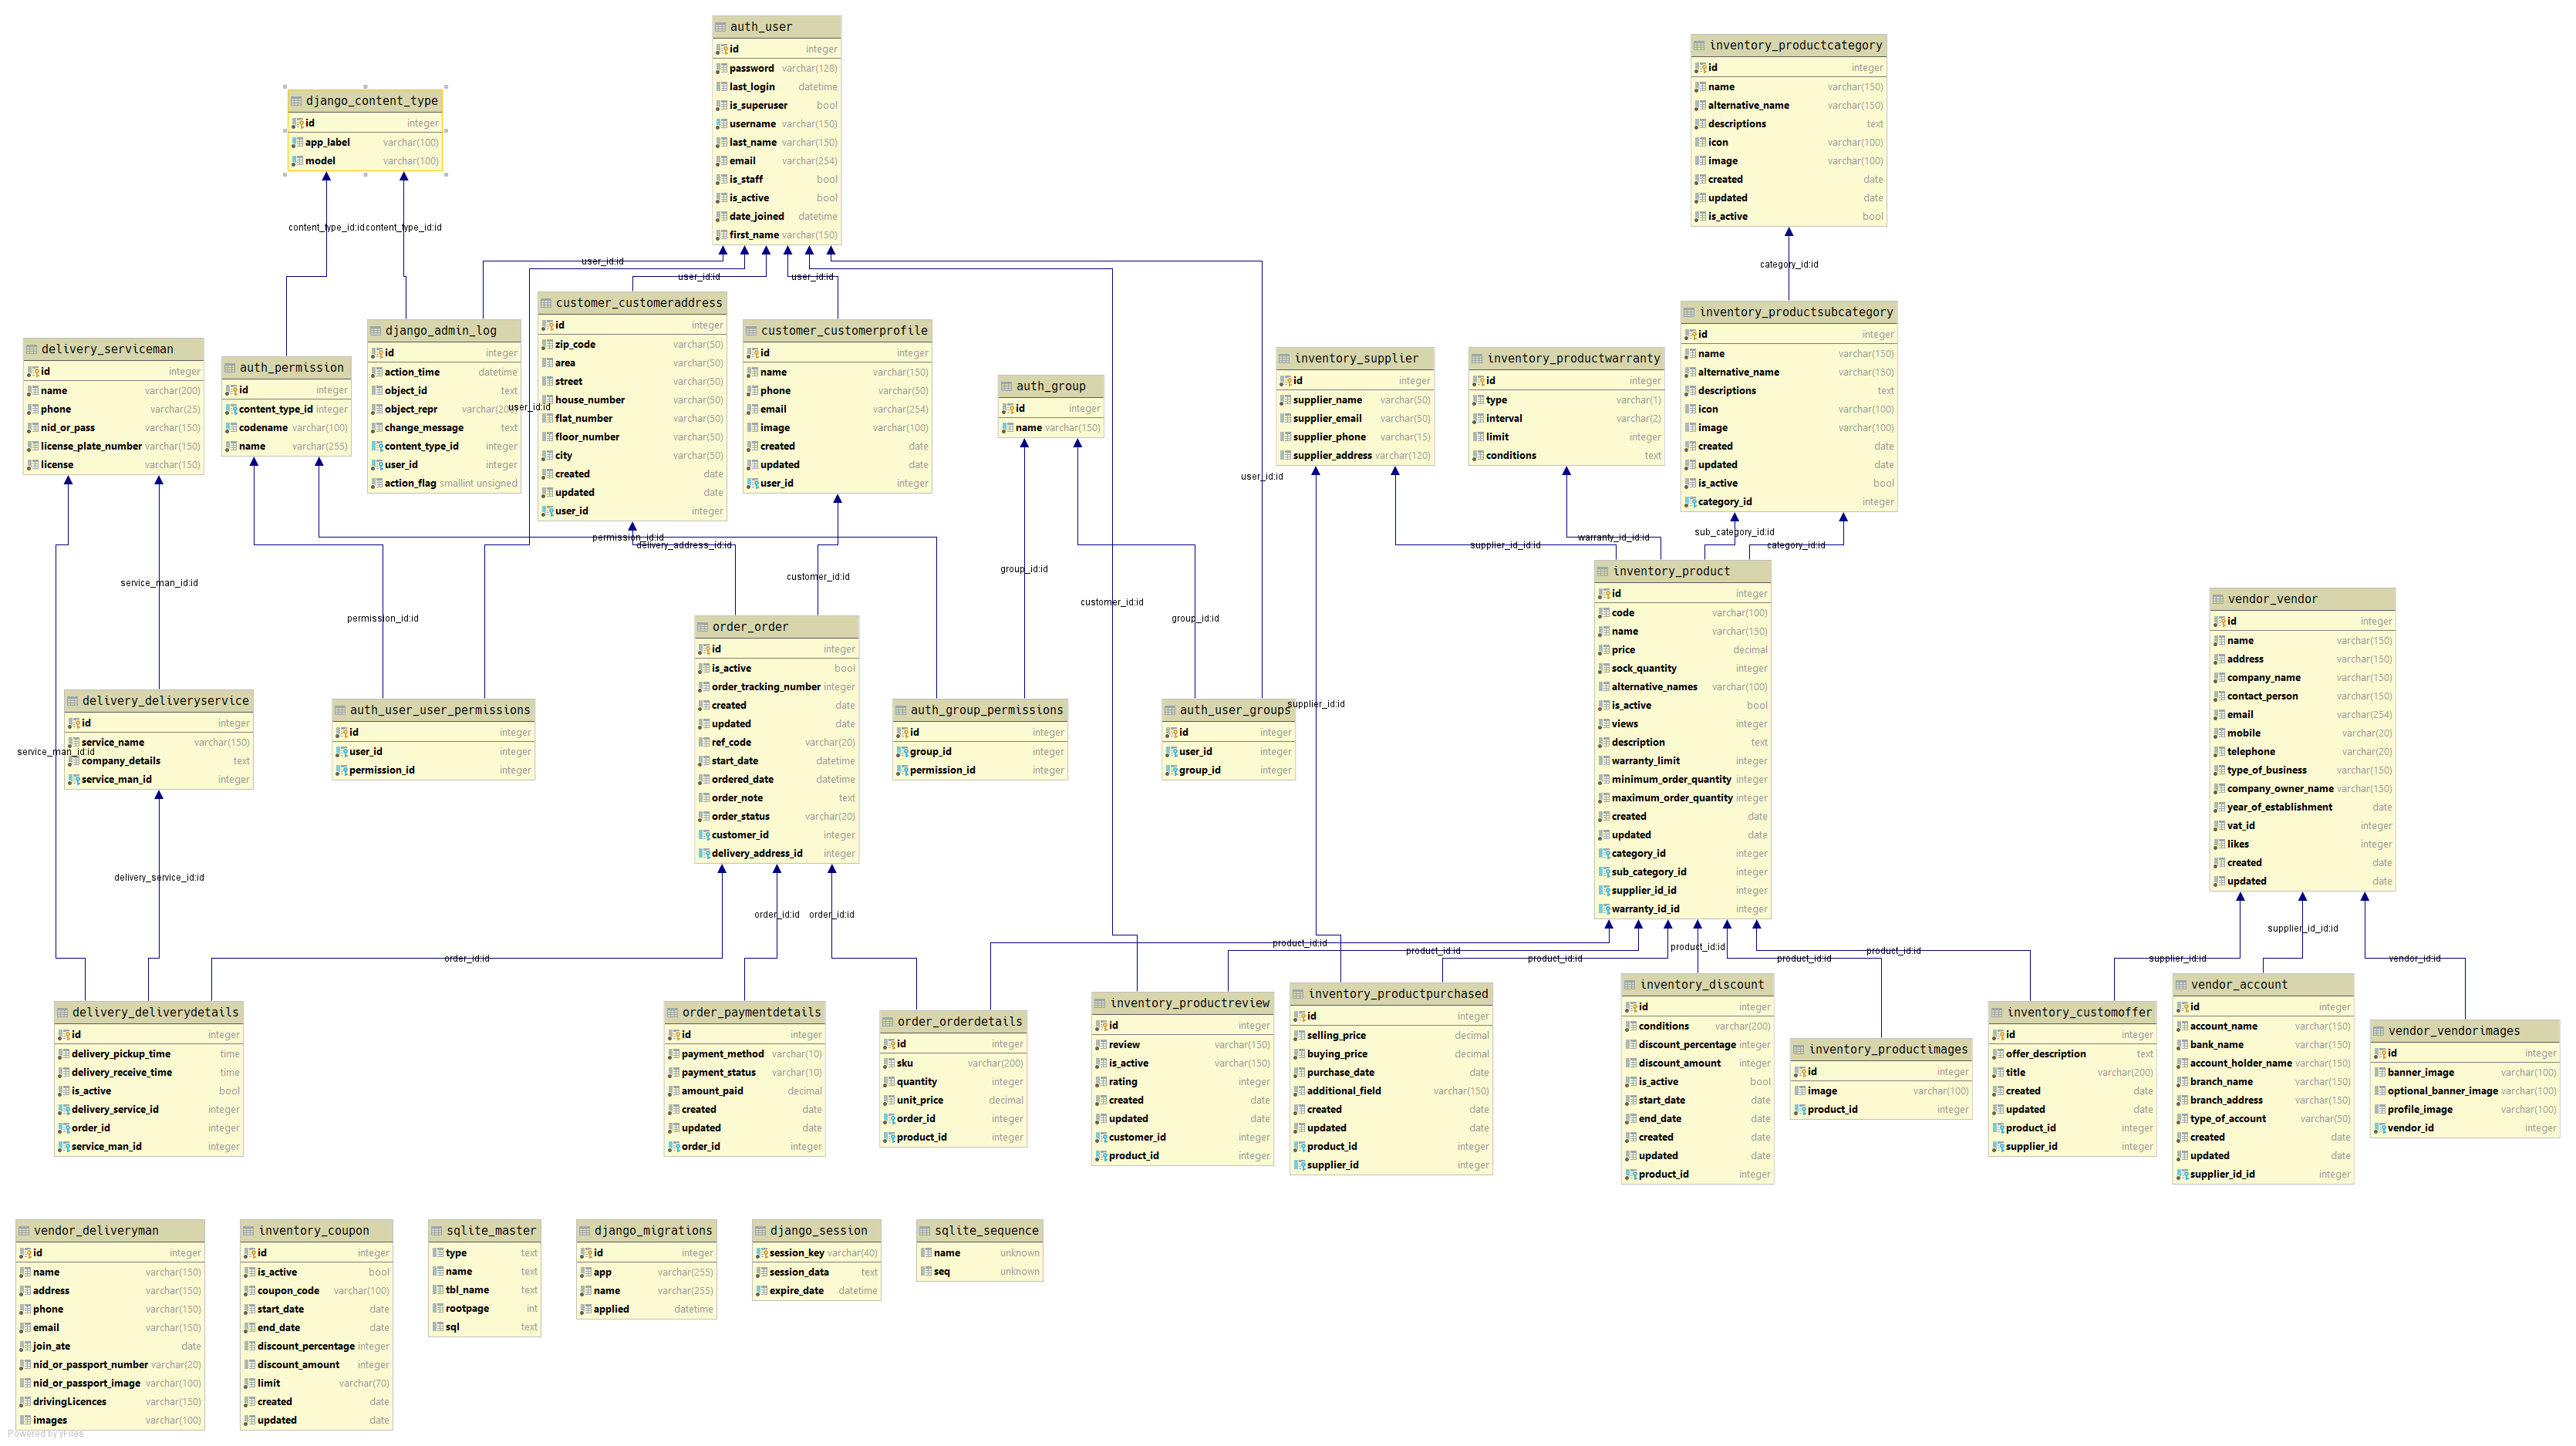 auth_user
id integer
password varchar(128)
last_login datetime
is_superuser bool
username varchar(150)
last_name varchar(150)
email varchar(254)
is_staff bool
is_active bool
date_joined datetime
first_name varchar(150)
inventory_productcategory
id integer
name varchar(150)
alternative_name varchar(150)
descriptions text
icon varchar(100)
image varchar(100)
created date
updated date
is_active bool
django_content_type
id integer
app_label varchar(100)
model varchar(100)
content_type_id:id
content_type_id:id
user_id:id
user_id:id
user_id:id
category_id:id
customer_customeraddress
id integer
zip_code varchar(50)
area varchar(50)
street varchar(50)
house_number varchar(50)
flat_number varchar(50)
floor_number varchar(50)
city varchar(50)
created date
updated date
user_id integer
inventory_productsubcategory
id integer
name varchar(150)
alternative_name varchar(150)
descriptions text
icon varchar(100)
image varchar(100)
created date
updated date
is_active bool
category_id integer
django_admin_log
id integer
action_time datetime
object_id text
object_repr varchar(200)
change_message text
content_type_id integer
user_id integer
action_flag smallint unsigned
user_id:id
customer_customerprofile
id integer
name varchar(150)
phone varchar(50)
email varchar(254)
image varchar(100)
created date
updated date
user_id integer
delivery_serviceman
id integer
name varchar(200)
phone varchar(25)
nid_or_pass varchar(150)
license_plate_number varchar(150)
license varchar(150)
auth_permission
id integer
content_type_id integer
codename varchar(100)
name varchar(255)
auth_group
id integer
name varchar(150)
inventory_supplier
id integer
supplier_name varchar(50)
supplier_email varchar(50)
supplier_phone varchar(15)
supplier_address varchar(120)
inventory_productwarranty
id integer
type varchar(1)
interval varchar(2)
limit integer
conditions text
user_id:id
permission_id:id
delivery_address_id:id
supplier_id_id:id
warranty_id_id:id
sub_category_id:id
category_id:id
service_man_id:id
customer_id:id
group_id:id
customer_id:id
permission_id:id
group_id:id
inventory_product
id integer
code varchar(100)
name varchar(150)
price decimal
sock_quantity integer
alternative_names varchar(100)
is_active bool
views integer
description text
warranty_limit integer
minimum_order_quantity integer
maximum_order_quantity integer
created date
updated date
category_id integer
sub_category_id integer
supplier_id_id integer
warranty_id_id integer
vendor_vendor
id integer
name varchar(150)
address varchar(150)
company_name varchar(150)
contact_person varchar(150)
email varchar(254)
mobile varchar(20)
telephone varchar(20)
type_of_business varchar(150)
company_owner_name varchar(150)
year_of_establishment date
vat_id integer
likes integer
created date
updated date
order_order
id integer
is_active bool
order_tracking_number integer
created date
updated date
ref_code varchar(20)
start_date datetime
ordered_date datetime
order_note text
order_status varchar(20)
customer_id integer
delivery_address_id integer
delivery_deliveryservice
id integer
service_name varchar(150)
company_details text
service_man_id integer
service_man_id:id
auth_user_user_permissions
id integer
user_id integer
permission_id integer
auth_group_permissions
id integer
group_id integer
permission_id integer
auth_user_groups
id integer
user_id integer
group_id integer
supplier_id:id
delivery_service_id:id
order_id:id
order_id:id
order_id:id
product_id:id
product_id:id
product_id:id
product_id:id
product_id:id
product_id:id
supplier_id:id
supplier_id_id:id
vendor_id:id
delivery_deliverydetails
id integer
delivery_pickup_time time
delivery_receive_time time
is_active bool
delivery_service_id integer
order_id integer
service_man_id integer
order_paymentdetails
id integer
payment_method varchar(10)
payment_status varchar(10)
amount_paid decimal
created date
updated date
order_id integer
order_orderdetails
id integer
sku varchar(200)
quantity integer
unit_price decimal
order_id integer
product_id integer
inventory_productreview
id integer
review varchar(150)
is_active varchar(150)
rating integer
created date
updated date
customer_id integer
product_id integer
inventory_productpurchased
id integer
selling_price decimal
buying_price decimal
purchase_date date
additional_field varchar(150)
created date
updated date
product_id integer
supplier_id integer
inventory_discount
id integer
conditions varchar(200)
discount_percentage integer
discount_amount integer
is_active bool
start_date date
end_date date
created date
updated date
product_id integer
inventory_productimages
id integer
image varchar(100)
product_id integer
inventory_customoffer
id integer
offer_description text
title varchar(200)
created date
updated date
product_id integer
supplier_id integer
vendor_account
id integer
account_name varchar(150)
bank_name varchar(150)
account_holder_name varchar(150)
branch_name varchar(150)
branch_address varchar(150)
type_of_account varchar(50)
created date
updated date
supplier_id_id integer
vendor_vendorimages
id integer
banner_image varchar(100)
optional_banner_image varchar(100)
profile_image varchar(100)
vendor_id integer
vendor_deliveryman
id integer
name varchar(150)
address varchar(150)
phone varchar(150)
email varchar(150)
join_ate date
nid_or_passport_number varchar(20)
nid_or_passport_image varchar(100)
drivingLicences varchar(150)
images varchar(100)
inventory_coupon
id integer
is_active bool
coupon_code varchar(100)
start_date date
end_date date
discount_percentage integer
discount_amount integer
limit varchar(70)
created date
updated date
sqlite_master
type text
name text
tbl_name text
rootpage int
sql text
django_migrations
id integer
app varchar(255)
name varchar(255)
applied datetime
django_session
session_key varchar(40)
session_data text
expire_date datetime
sqlite_sequence
name unknown
seq unknown
Powered by yFiles